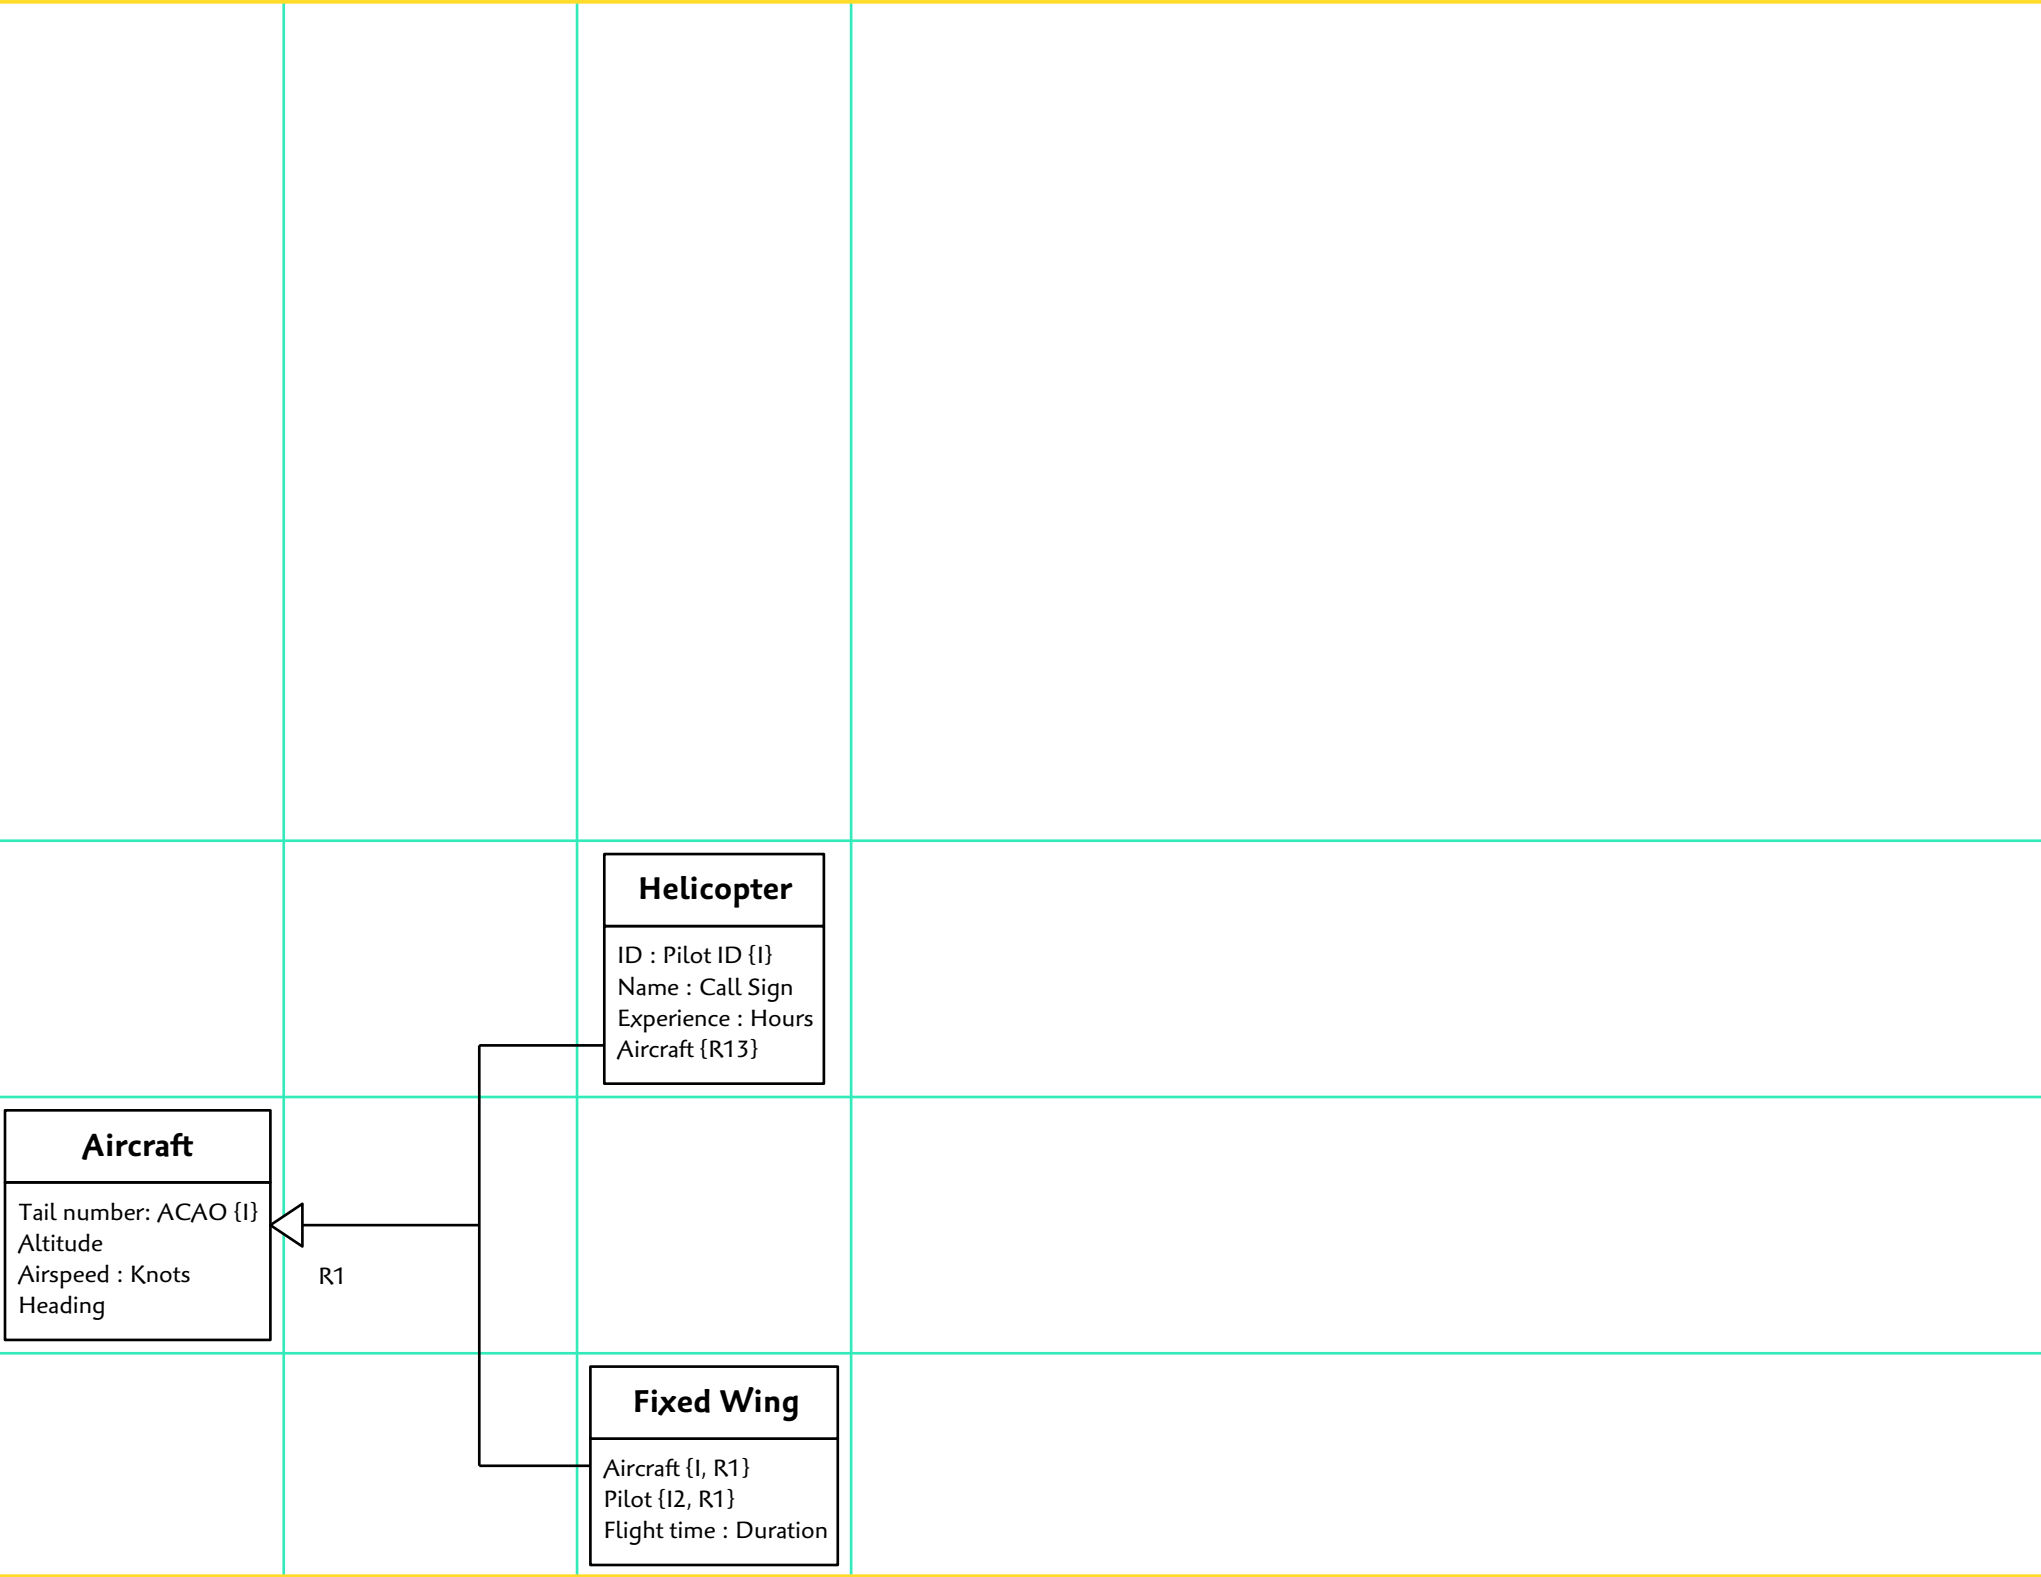 Helicopter
ID : Pilot ID {I}
Name : Call Sign
Experience : Hours
Aircraft {R13}
Aircraft
Tail number: ACAO {I}
Altitude
Airspeed : Knots
Heading
R1
Fixed Wing
Aircraft {I, R1}
Pilot {I2, R1}
Flight time : Duration